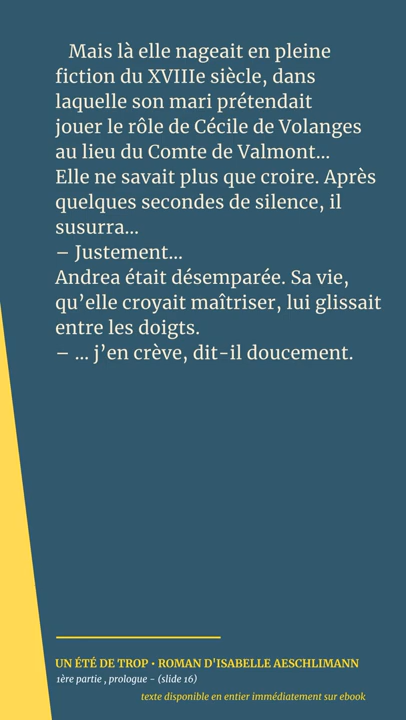 Mais là elle nageait en pleine
fiction du XVIIIe siècle, dans
laquelle son mari prétendait
jouer le rôle de Cécile de Volanges
au lieu du Comte de Valmont...
Elle ne savait plus que croire. Après
quelques secondes de silence, il
susurra...
– Justement...
Andrea était désemparée. Sa vie,
qu’elle croyait maîtriser, lui glissait
entre les doigts.
– ... j’en crève, dit-il doucement.
UN ÉTÉ DE TROP • ROMAN D'ISABELLE AESCHLIMANN
1ère partie , prologue - (slide 16)
texte disponible en entier immédiatement sur ebook